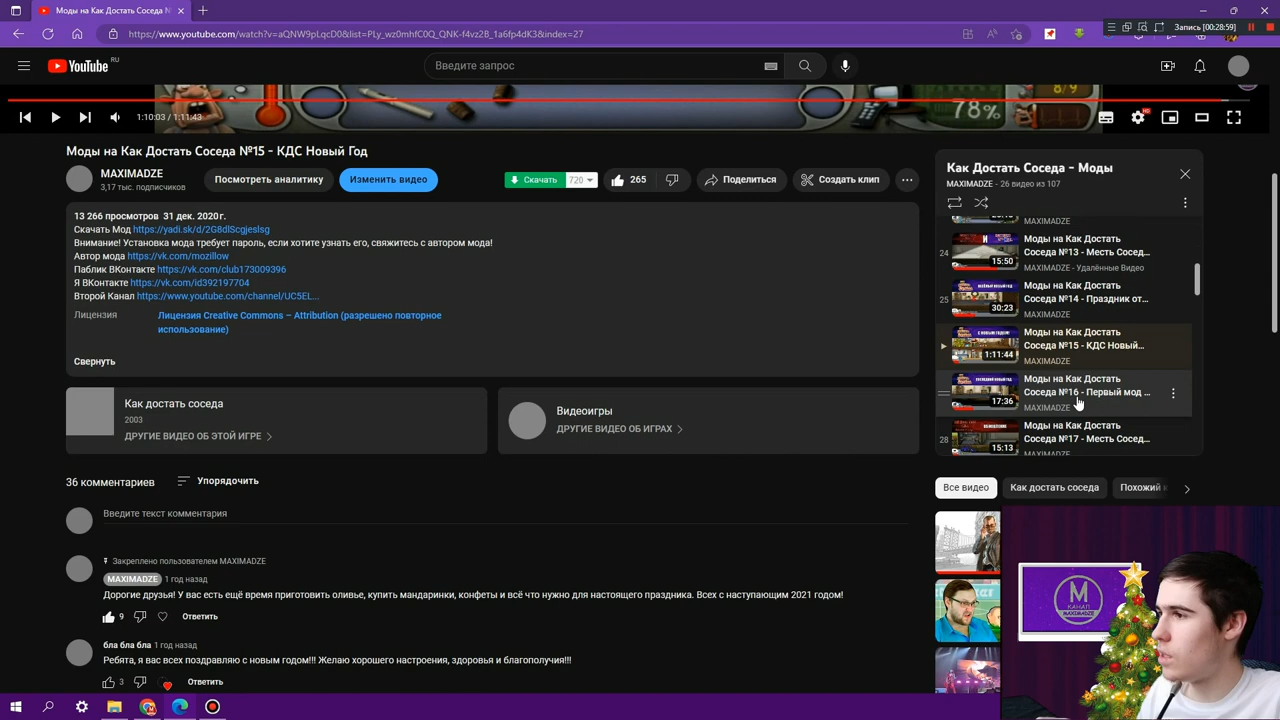 Моды на Как Достать Соседа №
Запись [00:28:59]
https://www.youtube.com/watch?v=aQNW9pLqcD0&list=PLy_wz0mhfC0Q_QNK-f4vz2B_1a6fp4dK3&index=27
YouTube RU
Введите запрос
78%
8/9
1:10:03 / 1:11:43
HD
Моды на Как Достать Соседа №15 - КДС Новый Год
MAXIMADZE
3,17 тыс. подписчиков
Посмотреть аналитику
Изменить видео
Скачать 720
265
Поделиться
Создать клип
13 266 просмотров 31 дек. 2020 г.
Скачать Мод https://yadi.sk/d/2G8dlScgjeslsg
Внимание! Установка мода требует пароль, если хотите узнать его, свяжитесь с автором мода!
Автор мода https://vk.com/mozillow
Паблик ВКонтакте https://vk.com/club173009396
Я ВКонтакте https://vk.com/id392197704
Второй Канал https://www.youtube.com/channel/UC5EL...
Лицензия
Лицензия Creative Commons – Attribution (разрешено повторное
использование)
Свернуть
Как достать соседа
2003
ДРУГИЕ ВИДЕО ОБ ЭТОЙ ИГРЕ
Видеоигры
ДРУГИЕ ВИДЕО ОБ ИГРАХ
36 комментариев
Упорядочить
Введите текст комментария
Закреплено пользователем MAXIMADZE
MAXIMADZE 1 год назад
Дорогие друзья! У вас есть ещё время приготовить оливье, купить мандаринки, конфеты и всё что нужно для настоящего праздника. Всех с наступающим 2021 годом!
9 Ответить
бла бла бла 1 год назад
Ребята, я вас всех поздравляю с новым годом!!! Желаю хорошего настроения, здоровья и благополучия!!!
3 Ответить
Как Достать Соседа – Моды
MAXIMADZE - 26 видео из 107
MAXIMADZE
24
15:50
Моды на Как Достать
Соседа №13 - Месть Сосед...
MAXIMADZE - Удалённые Видео
25
30:23
Моды на Как Достать
Соседа №14 - Праздник от...
MAXIMADZE
1:11:44
Моды на Как Достать
Соседа №15 - КДС Новый...
MAXIMADZE
17:36
Моды на Как Достать
Соседа №16 - Первый мод ...
MAXIMADZE
28
15:13
Моды на Как Достать
Соседа №17 - Месть Сосед...
MAXIMADZE
Все видео
Как достать соседа
Похожий к
М
КАНАЛ
MAXIMADZE